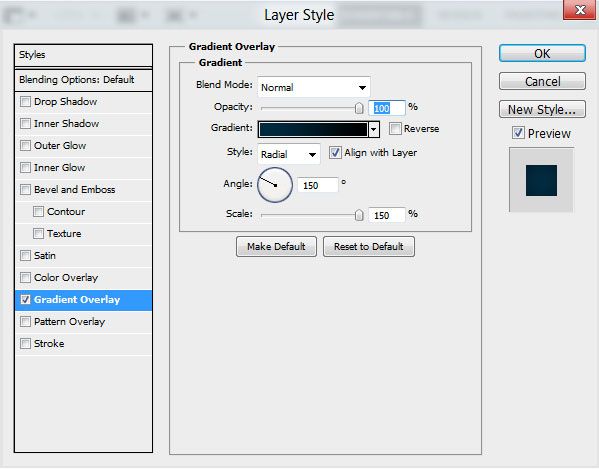 Layer Style
x
Styles
Blending Options: Default
Drop Shadow
Inner Shadow
Outer Glow
Inner Glow
Bevel and Emboss
Contour
Texture
Satin
Color Overlay
Gradient Overlay
Pattern Overlay
Stroke
Gradient Overlay
Gradient
Blend Mode: Normal
Opacity: 100 %
Gradient: Reverse
Style: Radial Align with Layer
Angle: 150 °
Scale: 150 %
Make Default Reset to Default
OK
Cancel
New Style...
Preview